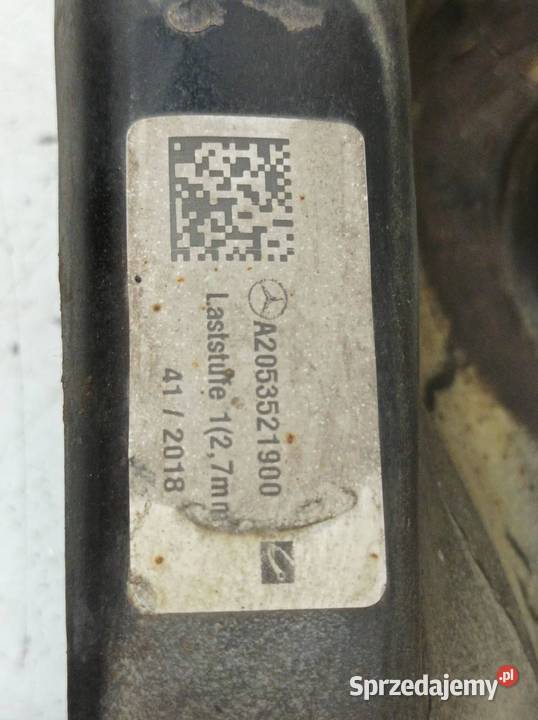 A2053521900
Laststufe 1(2,7mm
41 / 2018
Sprzedajemy.pl